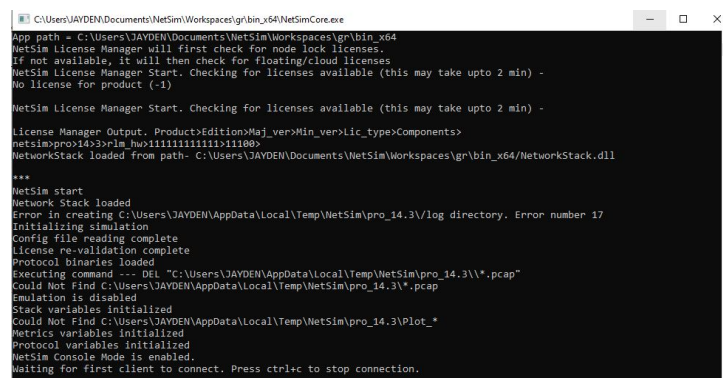 C:\Users\JAYDEN\Documents\NetSim\Workspaces\gr\bin_x64\NetSimCore.exe
App path = C:\Users\JAYDEN\Documents\NetSim\Workspaces\gr\bin_x64
NetSim License Manager will first check for node lock licenses.
If not available, it will then check for floating/cloud licenses
NetSim License Manager Start. Checking for licenses available (this may take upto 2 min) -
No license for product (-1)
NetSim License Manager Start. Checking for licenses available (this may take upto 2 min) -
License Manager Output. Product>Edition>Maj_ver>Min_ver>Lic_type>Components>
netsim>pro>14>3>rlm_hw>111111111111>11100>
NetworkStack loaded from path- C:\Users\JAYDEN\Documents\NetSim\Workspaces\gr\bin_x64/NetworkStack.dll
***
NetSim start
Network Stack loaded
Error in creating C:\Users\JAYDEN\AppData\Local\Temp\NetSim\pro_14.3\/log directory. Error number 17
Initializing simulation
Config file reading complete
License re-validation complete
Protocol binaries loaded
Executing command --- DEL "C:\Users\JAYDEN\AppData\Local\Temp\NetSim\pro_14.3\\*.pcap"
Could Not Find C:\Users\JAYDEN\AppData\Local\Temp\NetSim\pro_14.3\*.pcap
Emulation is disabled
Stack variables initialized
Could Not Find C:\Users\JAYDEN\AppData\Local\Temp\NetSim\pro_14.3\Plot_*
Metrics variables initialized
Protocol variables initialized
NetSim Console Mode is enabled.
Waiting for first client to connect. Press ctrl+c to stop connection.